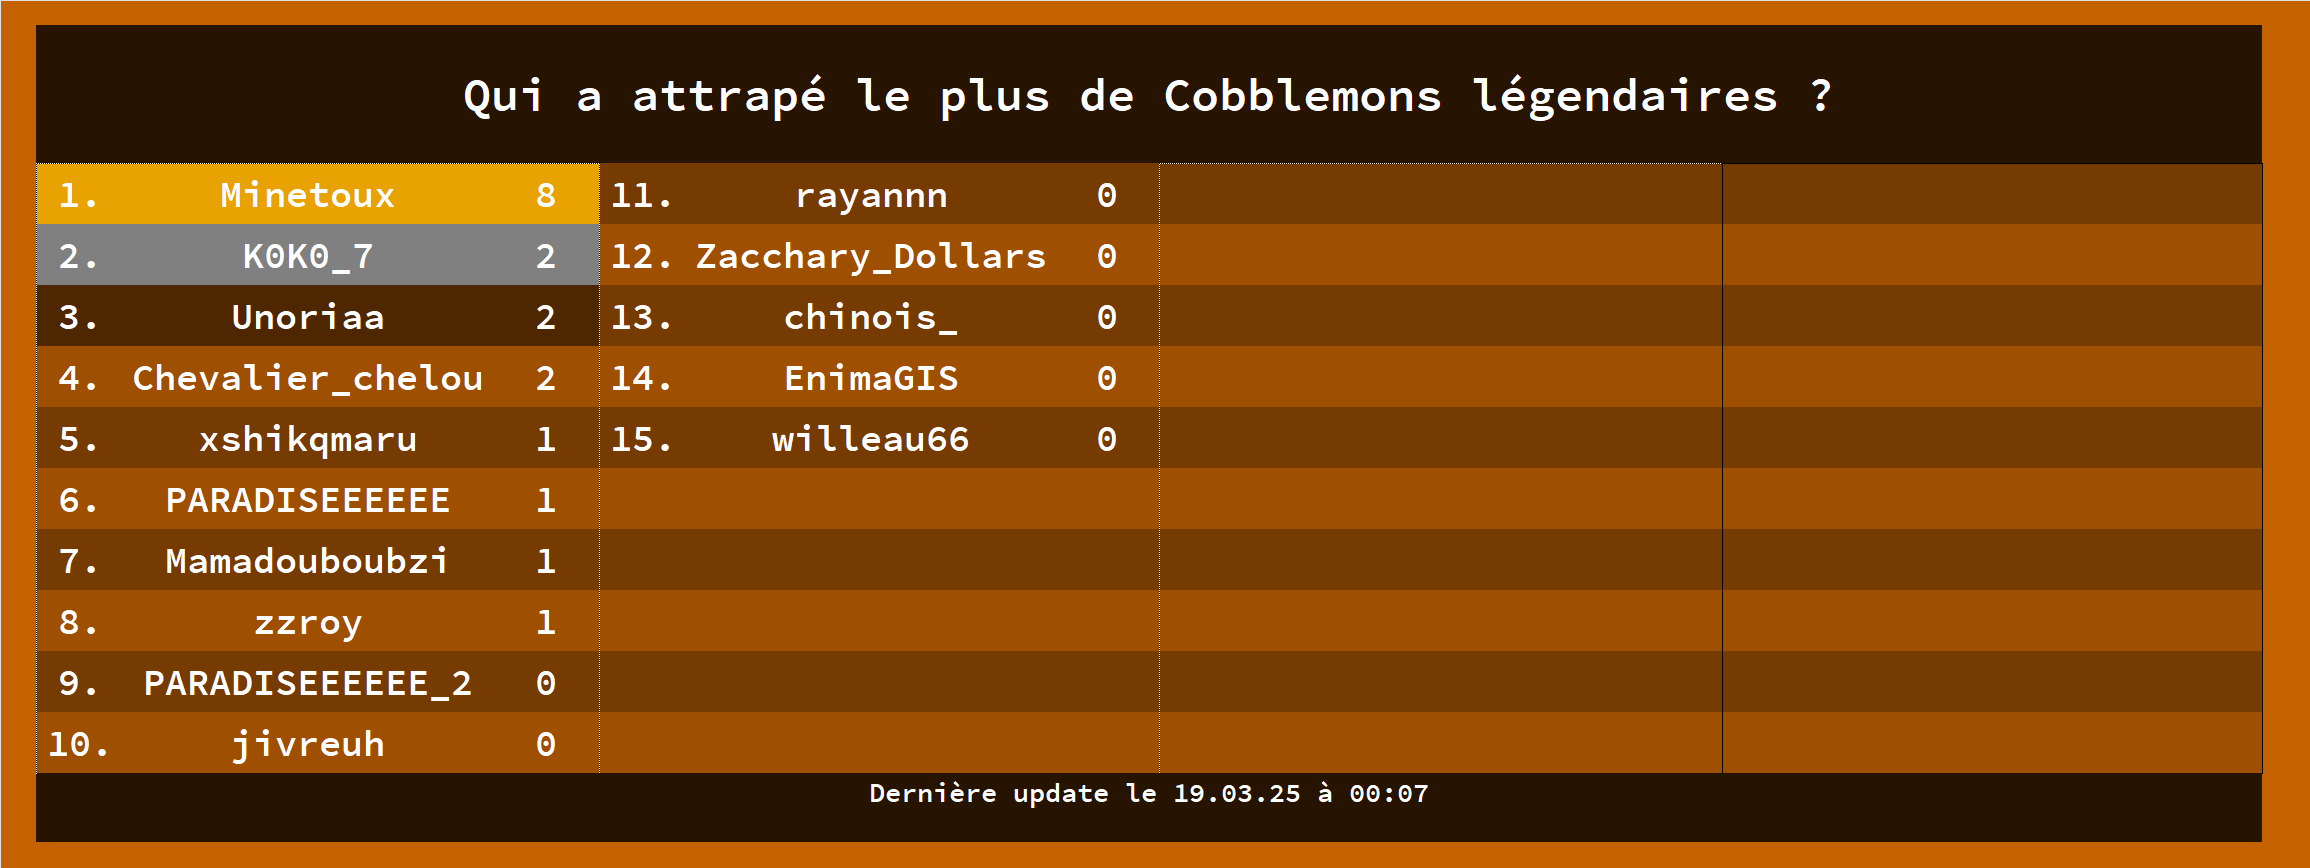 Qui a attrapé le plus de Cobblemons légendaires ?
1. Minetoux 8
2. K0K0_7 2
3. Unoriaa 2
4. Chevalier_chelou 2
5. xshikqmaru 1
6. PARADISEEEEEE 1
7. Mamadouboubzi 1
8. zzroy 1
9. PARADISEEEEEE_2 0
10. jivreuh 0
11. rayannn 0
12. Zacchary_Dollars 0
13. chinois_ 0
14. EnimaGIS 0
15. willeau66 0
Dernière update le 19.03.25 à 00:07